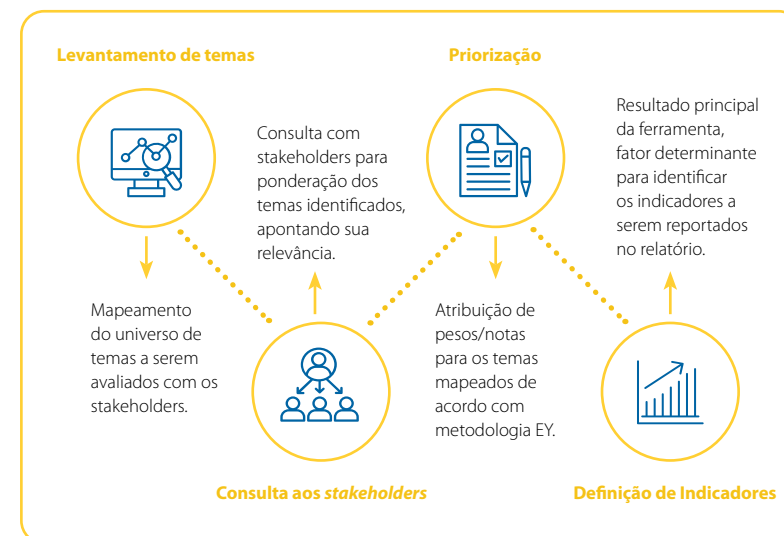 Levantamento de temas
Mapeamento
do universo de
temas a serem
avaliados com os
stakeholders.
Consulta com
stakeholders para
ponderação dos
temas identificados,
apontando sua
relevância.
Consulta aos stakeholders
Priorização
Atribuição de
pesos/notas
para os temas
mapeados de
acordo com
metodologia EY.
Resultado principal
da ferramenta,
fator determinante
para identificar
os indicadores a
serem reportados
no relatório.
Definição de Indicadores